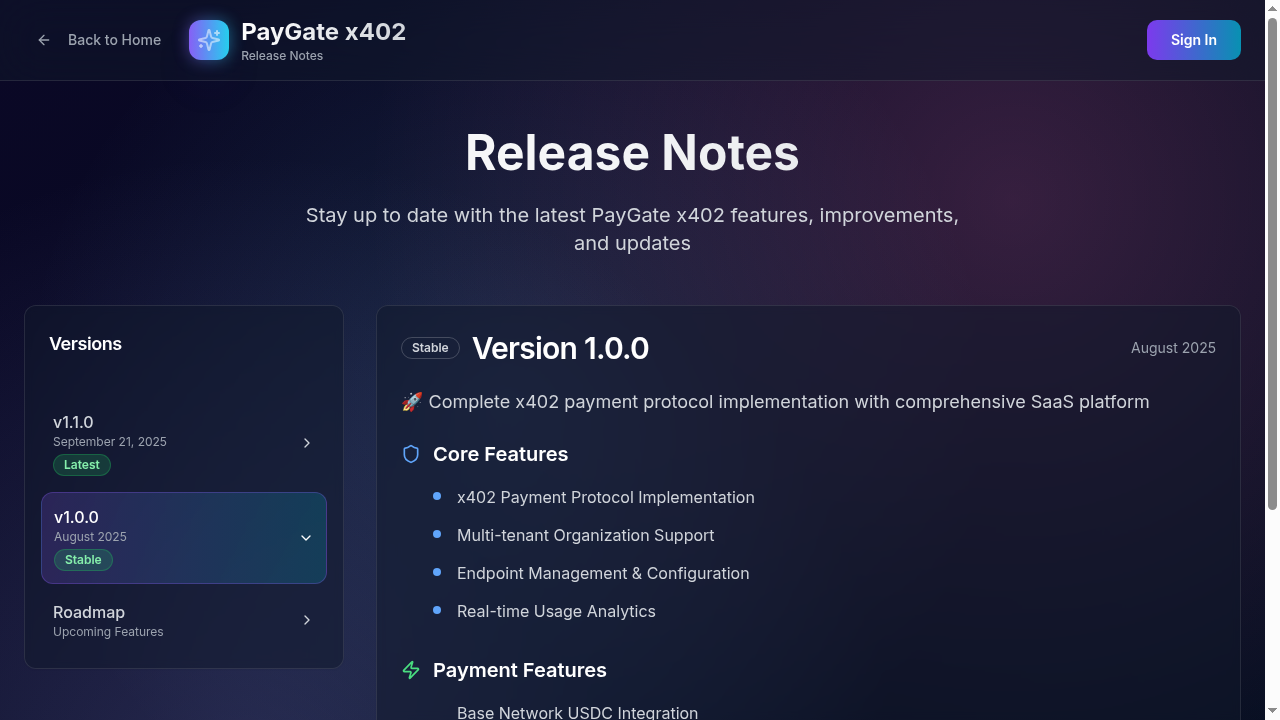 Back to Home
PayGate x402
Release Notes
Sign In
Release Notes
Stay up to date with the latest PayGate x402 features, improvements,
and updates
Versions
v1.1.0
September 21, 2025
Latest
v1.0.0
August 2025
Stable
Roadmap
Upcoming Features
Stable
Version 1.0.0
August 2025
🚀 Complete x402 payment protocol implementation with comprehensive SaaS platform
Core Features
x402 Payment Protocol Implementation
Multi-tenant Organization Support
Endpoint Management & Configuration
Real-time Usage Analytics
Payment Features
Base Network USDC Integration